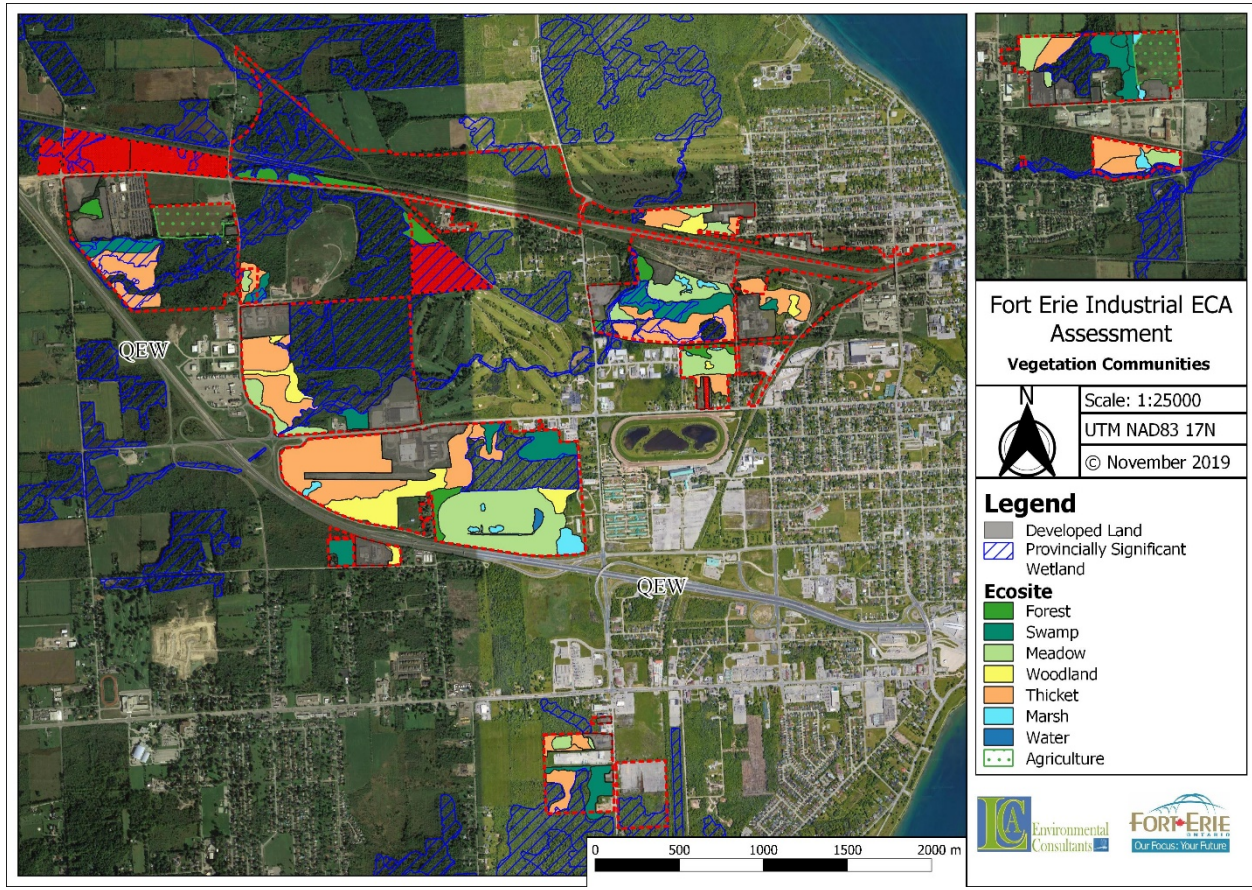 QEW
QEW
0 500 1000 1500 2000 m
Fort Erie Industrial ECA
Assessment
Vegetation Communities
N
Scale: 1:25000
UTM NAD83 17N
© November 2019
Legend
Developed Land
Provincially Significant
Wetland
Ecosite
Forest
Swamp
Meadow
Woodland
Thicket
Marsh
Water
Agriculture
LCA
Environmental
Consultants
FORT ERIE
ONTARIO
Our Focus: Your Future